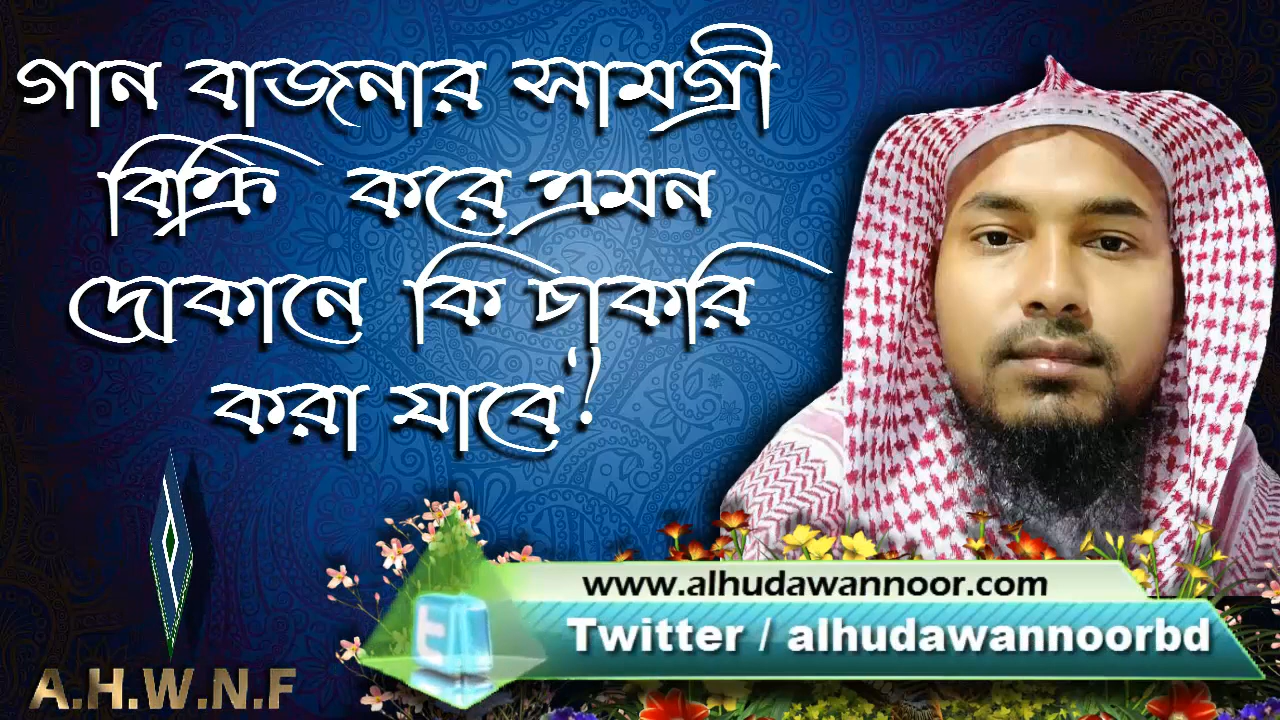 গান বাজনার সামগ্রী
বিক্রি করে এমন
দোকানে কি চাকরি
করা যাবে?
www.alhudawannoor.com
Twitter / alhudawannoorbd
A.H.W.N.F